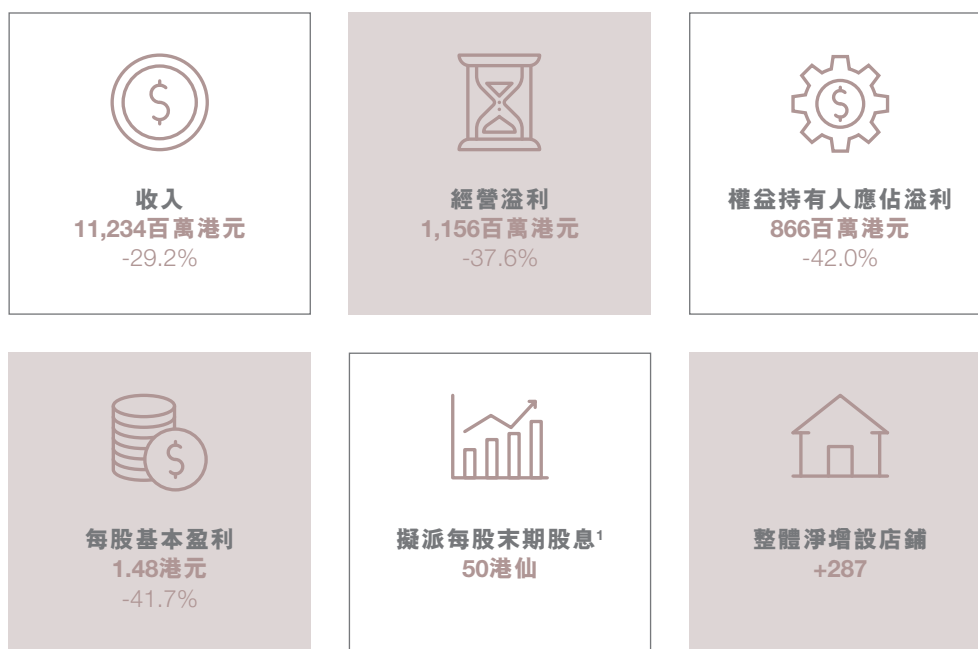 收入
11,234百萬港元
-29.2%
經營溢利
1,156百萬港元
-37.6%
權益持有人應佔溢利
866百萬港元
-42.0%
每股基本盈利
1.48港元
-41.7%
擬派每股末期股息¹
50港仙
整體淨增設店鋪
+287